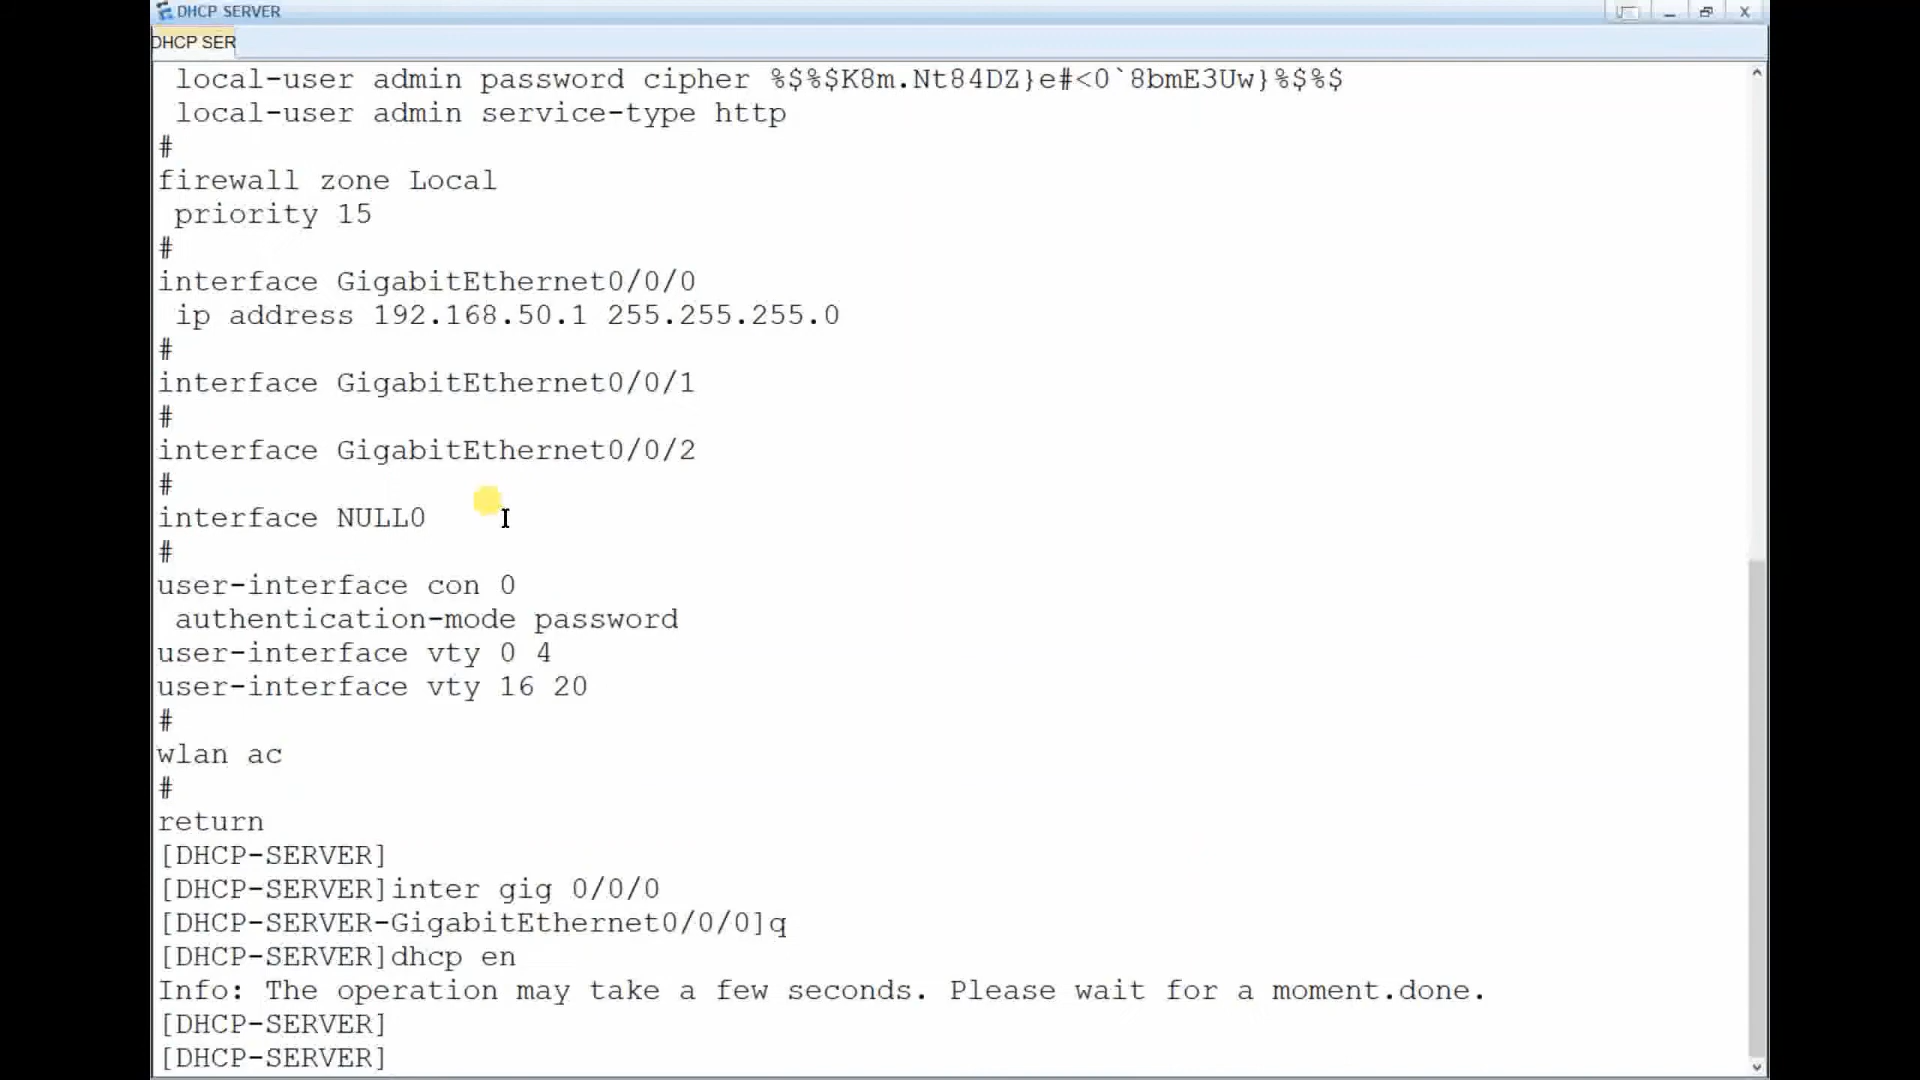 DHCP SERVER
DHCP SER
local-user admin password cipher %$%$K8m.Nt84DZ}e#<0`8bmE3Uw}%$%$
local-user admin service-type http
#
firewall zone Local
priority 15
#
interface GigabitEthernet0/0/0
ip address 192.168.50.1 255.255.255.0
#
interface GigabitEthernet0/0/1
#
interface GigabitEthernet0/0/2
#
interface NULL0
#
user-interface con 0
authentication-mode password
user-interface vty 0 4
user-interface vty 16 20
#
wlan ac
#
return
[DHCP-SERVER]
[DHCP-SERVER]inter gig 0/0/0
[DHCP-SERVER-GigabitEthernet0/0/0]q
[DHCP-SERVER]dhcp en
Info: The operation may take a few seconds. Please wait for a moment.done.
[DHCP-SERVER]
[DHCP-SERVER]